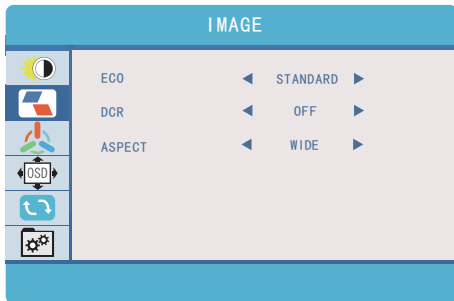 IMAGE
ECO ◀ STANDARD ▶
DCR ◀ OFF ▶
ASPECT ◀ WIDE ▶
OSD